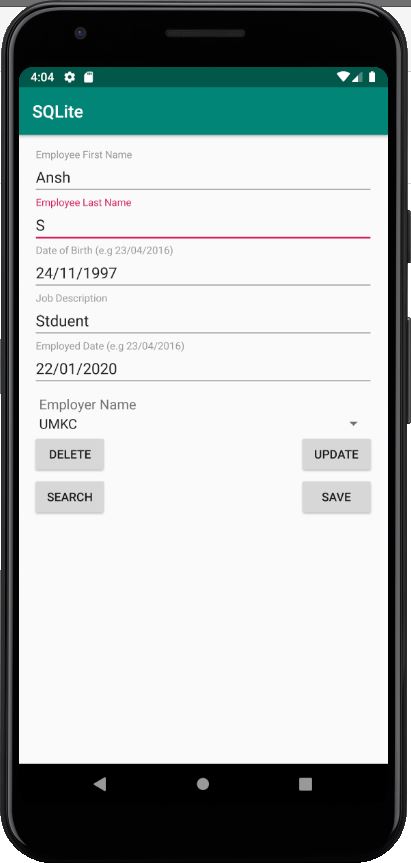 4:04
SQLite
Employee First Name
Ansh
Employee Last Name
S
Date of Birth (e.g 23/04/2016)
24/11/1997
Job Description
Stduent
Employed Date (e.g 23/04/2016)
22/01/2020
Employer Name
UMKC
DELETE UPDATE
SEARCH SAVE